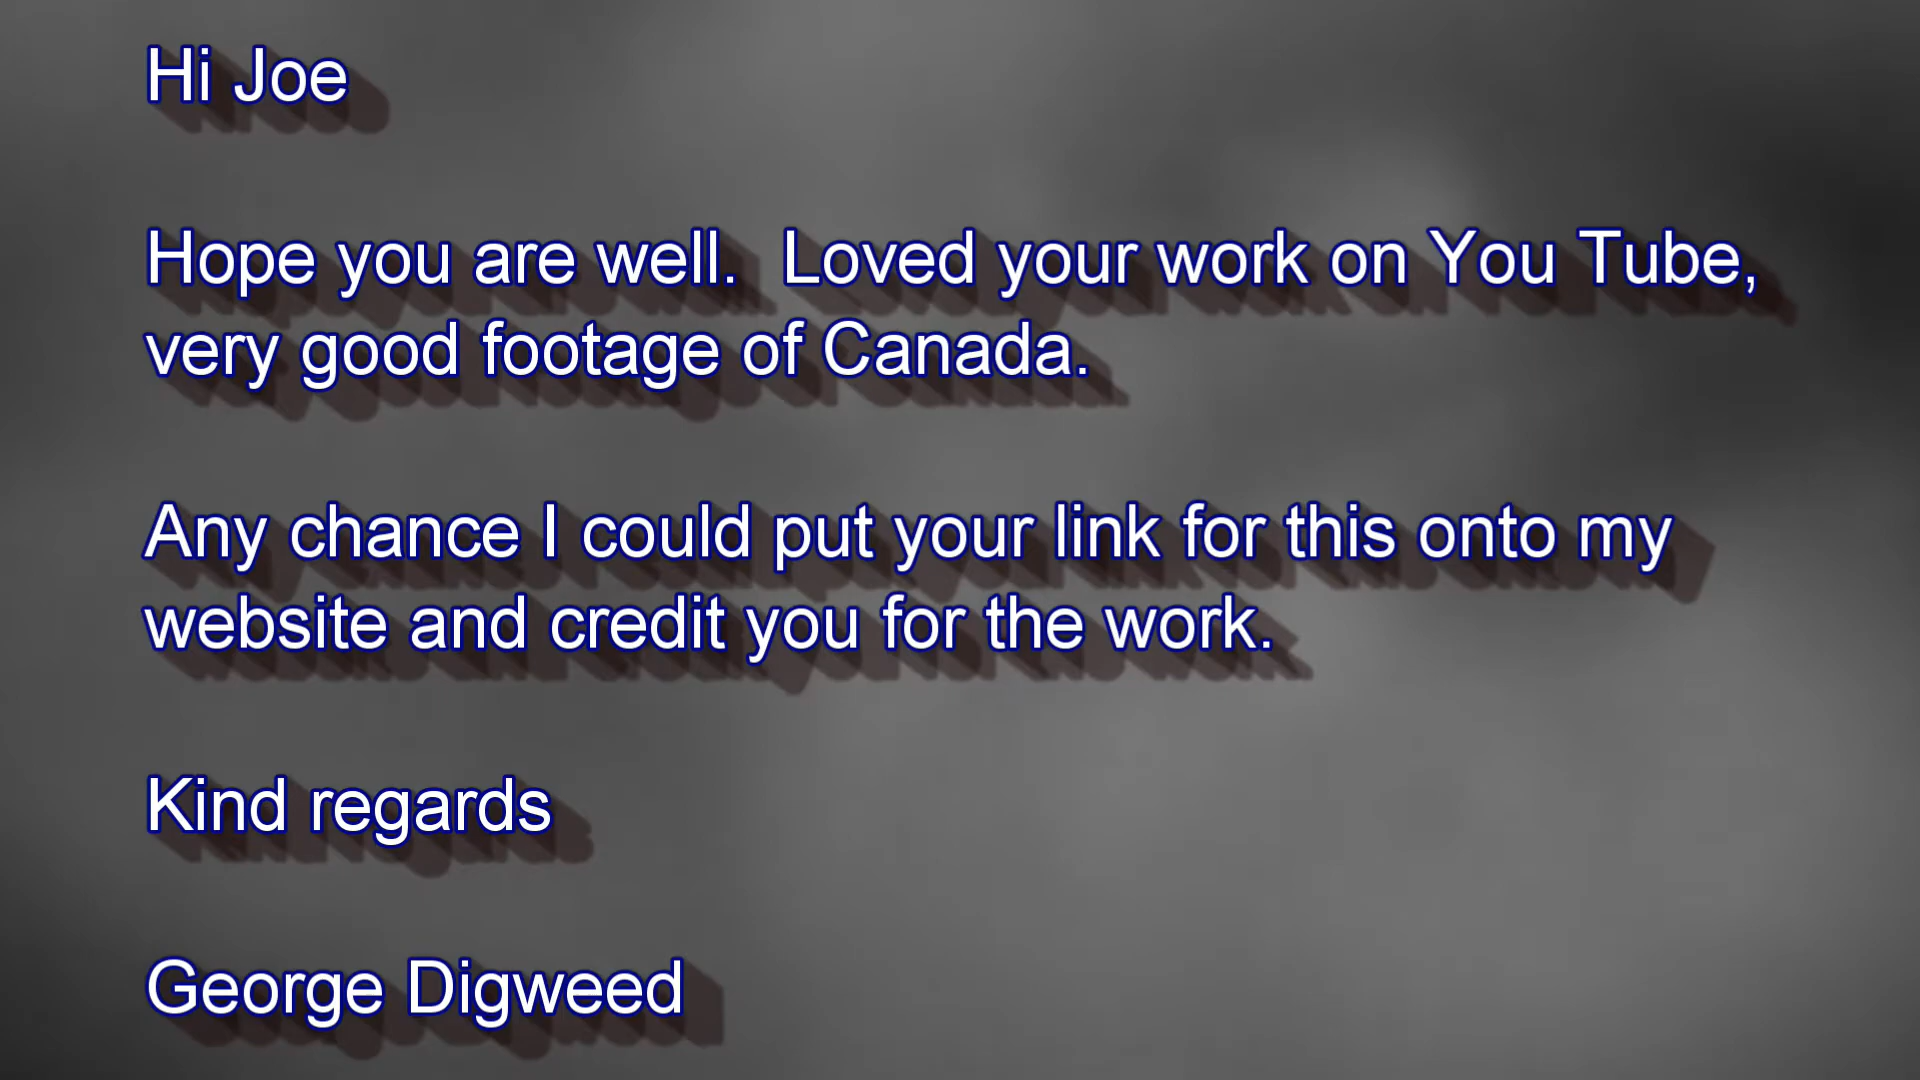 Hi Joe
Hope you are well.  Loved your work on You Tube,
very good footage of Canada.
Any chance I could put your link for this onto my
website and credit you for the work.
Kind regards
George Digweed